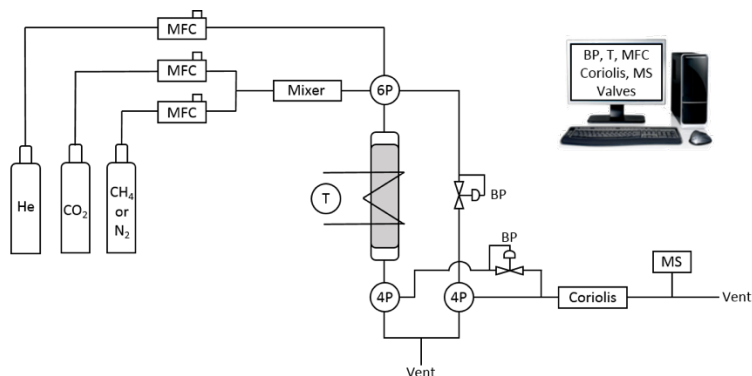 MFC
BP, T, MFC
Coriolis, MS
Valves
MFC
Mixer
6P
MFC
He
CO₂
CH₄
or
N₂
T
BP
BP
MS
4P
4P
Coriolis
Vent
Vent